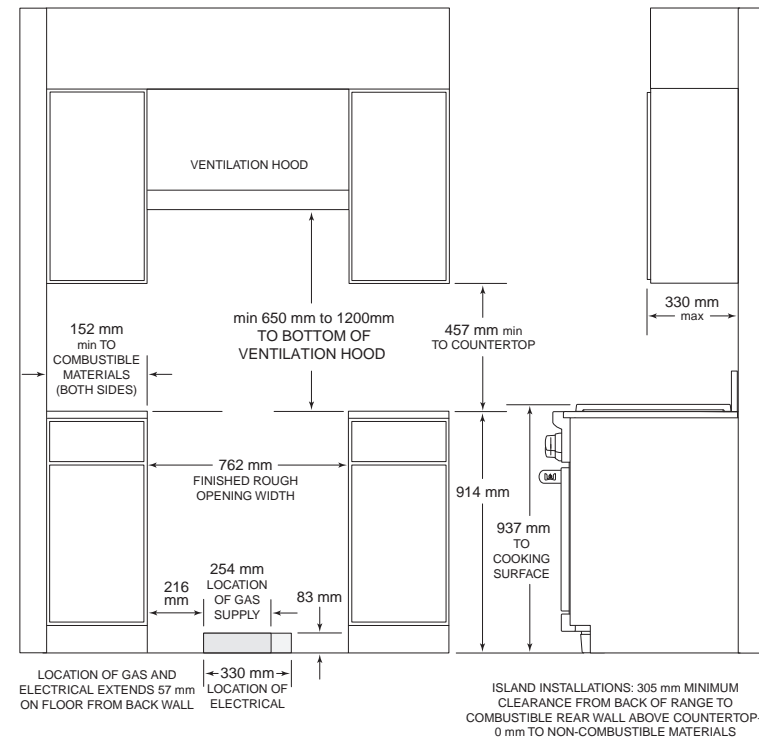 VENTILATION HOOD
152 mm
min TO
COMBUSTIBLE
MATERIALS
(BOTH SIDES)
min 650 mm to 1200mm
TO BOTTOM OF
VENTILATION HOOD
457 mm min
TO COUNTERTOP
330 mm
max
762 mm
FINISHED ROUGH
OPENING WIDTH
914 mm
937 mm
TO
COOKING
SURFACE
216
mm
254 mm
LOCATION
OF GAS
SUPPLY
83 mm
330 mm
LOCATION OF
ELECTRICAL
LOCATION OF GAS AND
ELECTRICAL EXTENDS 57 mm
ON FLOOR FROM BACK WALL
ISLAND INSTALLATIONS: 305 mm MINIMUM
CLEARANCE FROM BACK OF RANGE TO
COMBUSTIBLE REAR WALL ABOVE COUNTERTOP-
0 mm TO NON-COMBUSTIBLE MATERIALS